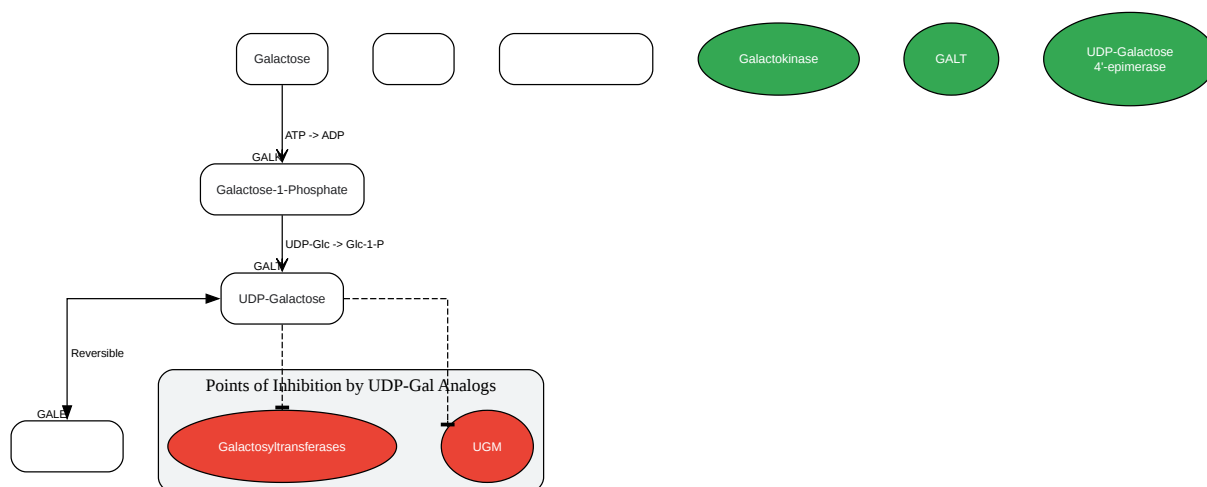 Galactose
Galactokinase
GALT
UDP-Galactose
4'-epimerase
ATP -> ADP
GALK
Galactose-1-Phosphate
UDP-Glc -> Glc-1-P
GALT
UDP-Galactose
Reversible
Points of Inhibition by UDP-Gal Analogs
GALE
Galactosyltransferases
UGM